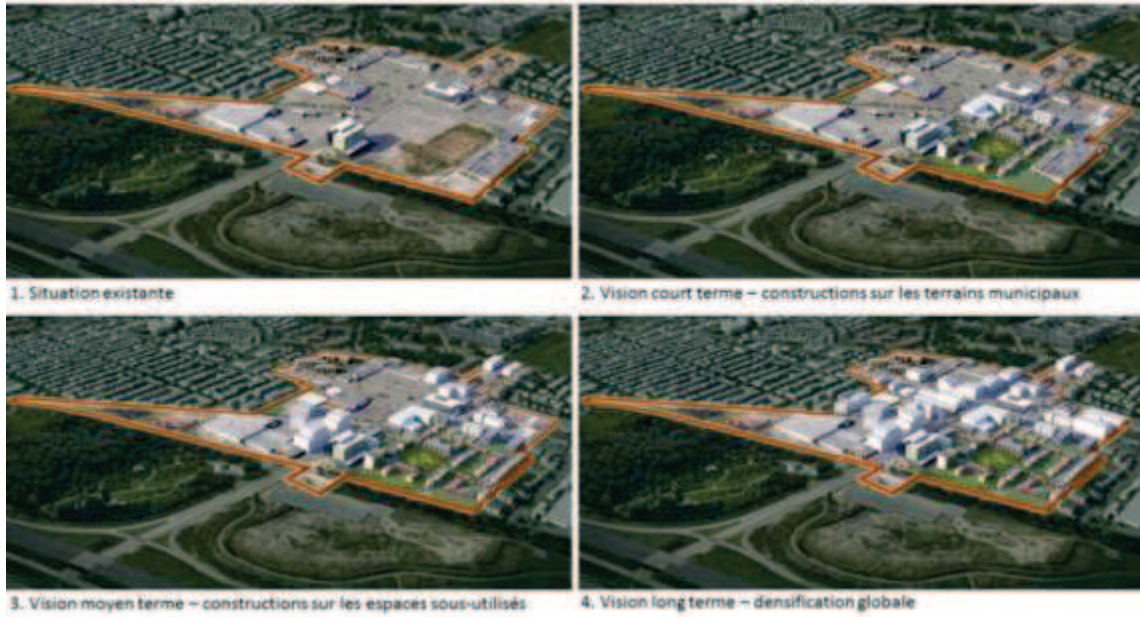 1. Situation existante
2. Vision court terme – constructions sur les terrains municipaux
3. Vision moyen terme – constructions sur les espaces sous-utilisés
4. Vision long terme – densification globale